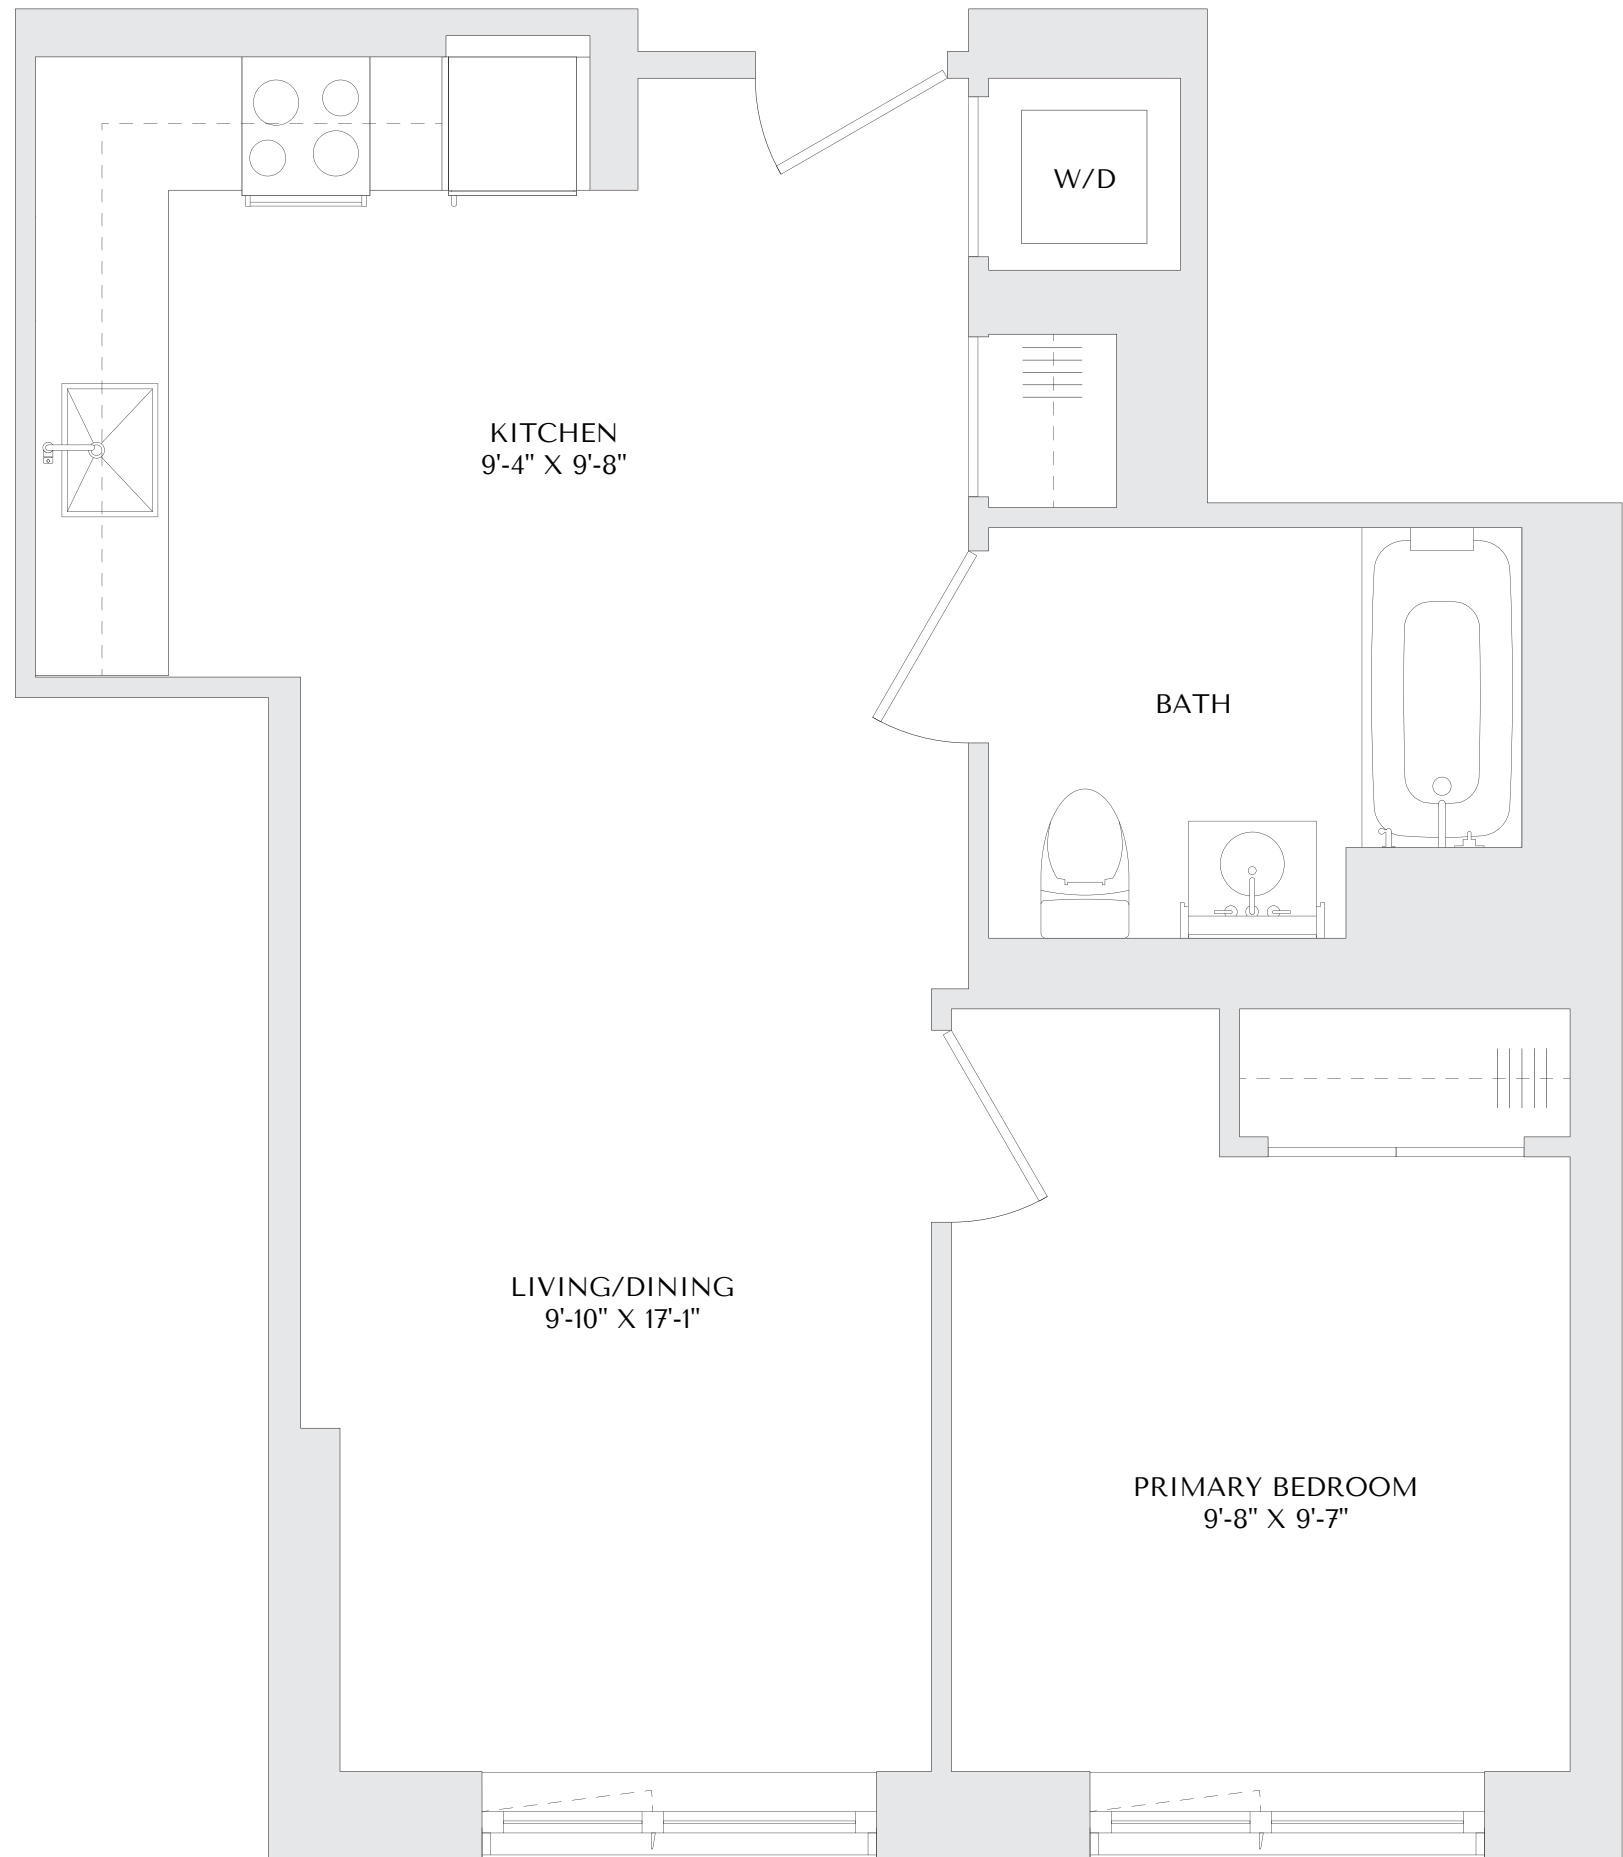 W/D
KITCHEN
9'-4" X 9'-8"
BATH
LIVING/DINING
9'-10" X 17'-1"
PRIMARY BEDROOM
9'-8" X 9'-7"